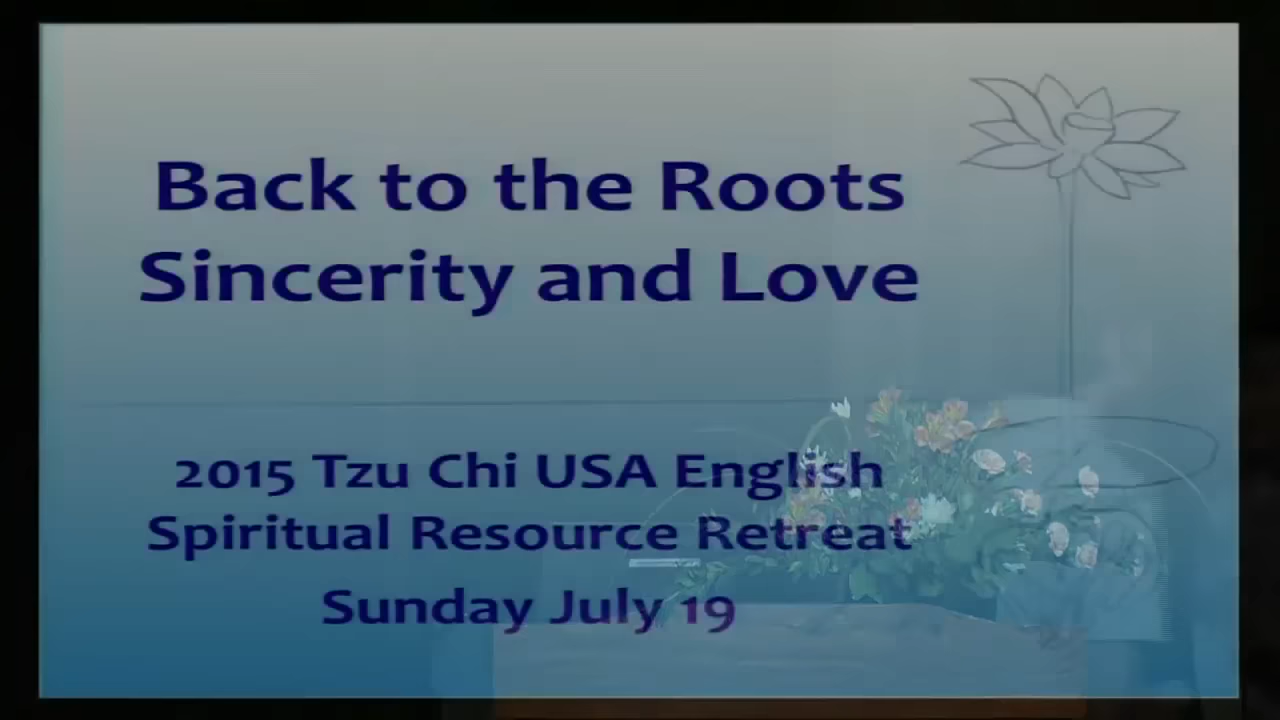 Back to the Roots
Sincerity and Love
2015 Tzu Chi USA English
Spiritual Resource Retreat
Sunday July 19